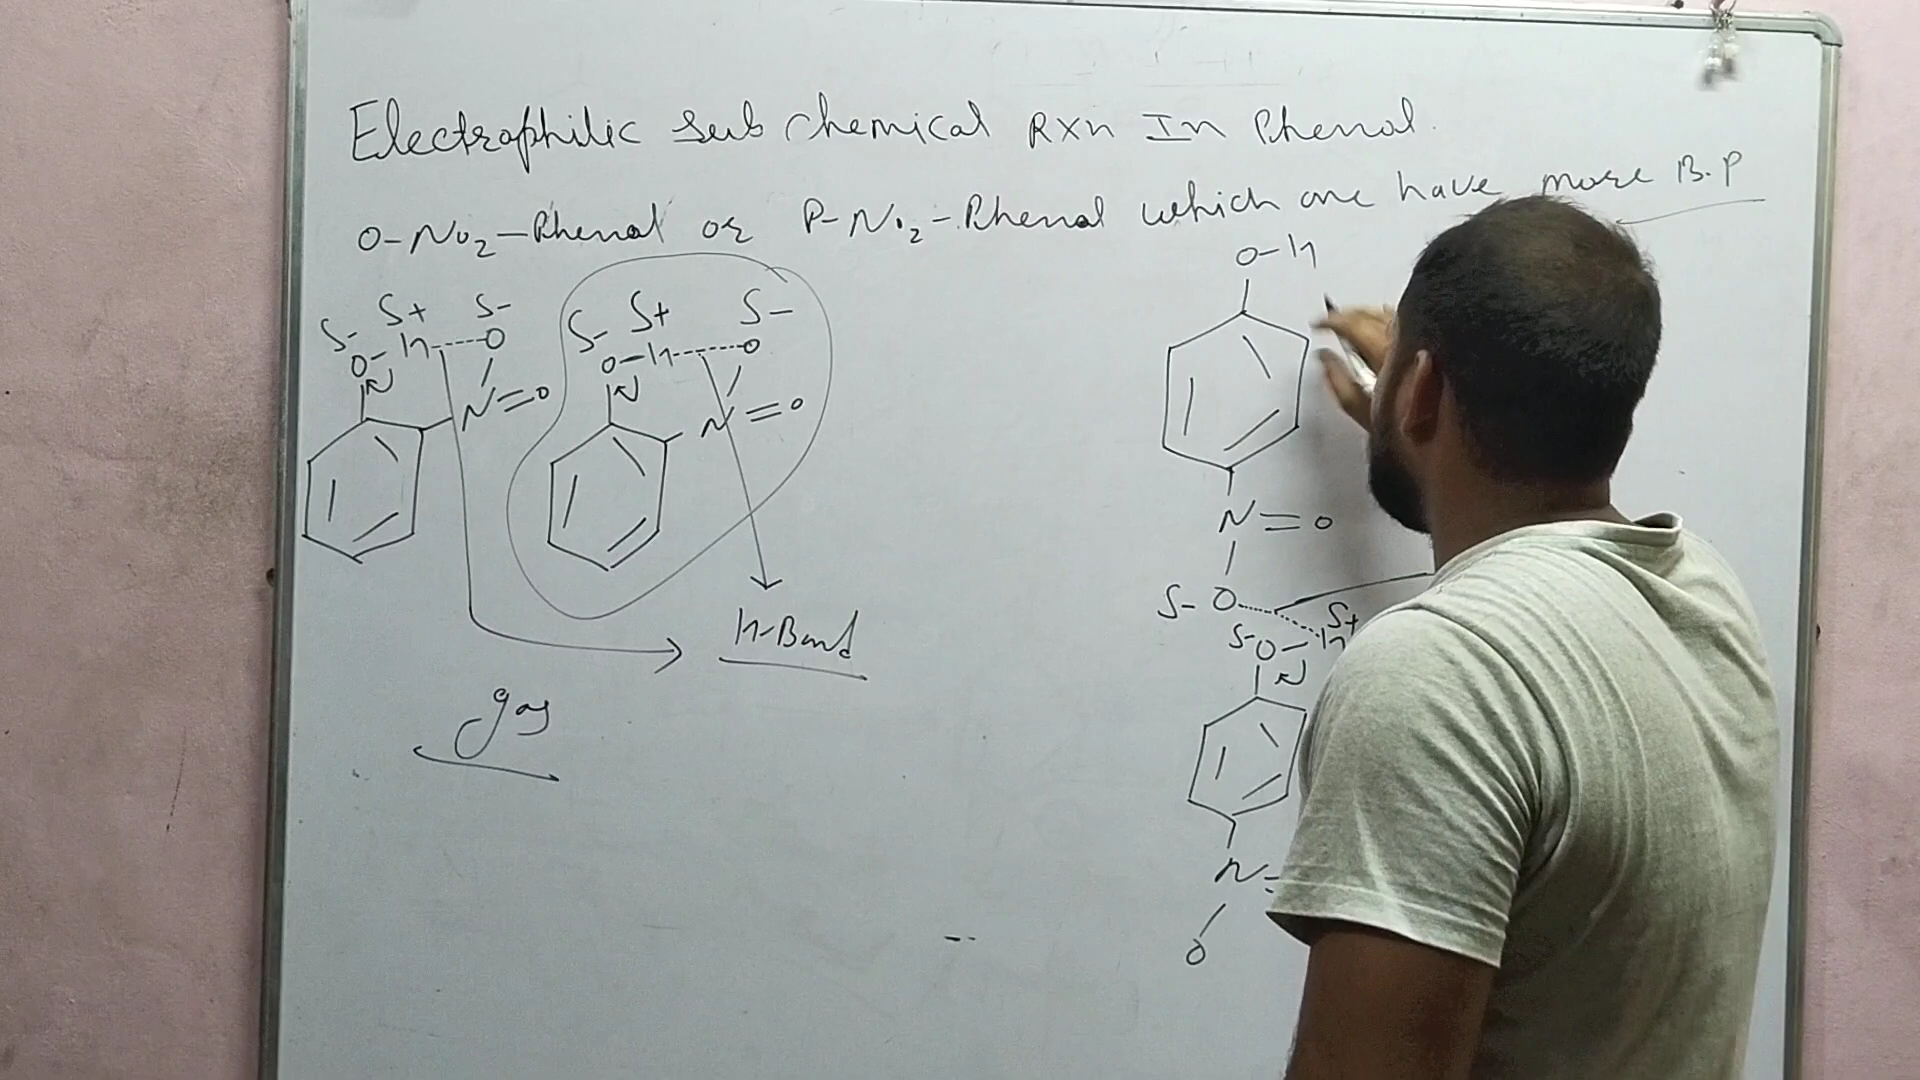 Electrophilic Sub chemical Rxn In Phenol.
O-No2-Phenol or P-No2-Phenol which one have more B.P
O-H
δ- δ+ δ- δ- δ+ δ-
O-H-----O O-H-----O
N=O N=O
N=O
δ- O
δ+
δ- O-H
H-Bond
gas
N=
O